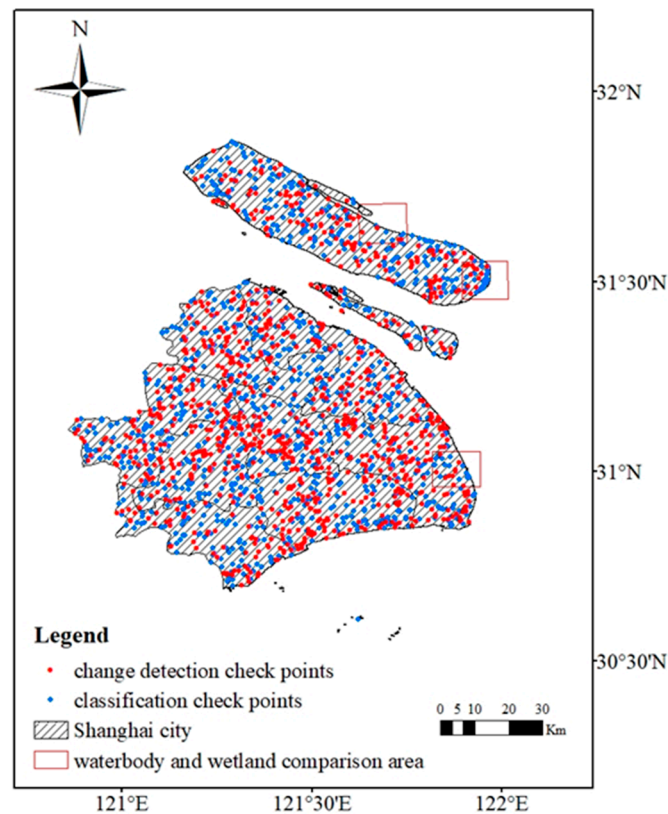 N
32°N
31°30'N
31°N
30°30'N
Legend
change detection check points
classification check points
Shanghai city
waterbody and wetland comparison area
0 5 10 20 30
Km
121°E 121°30'E 122°E